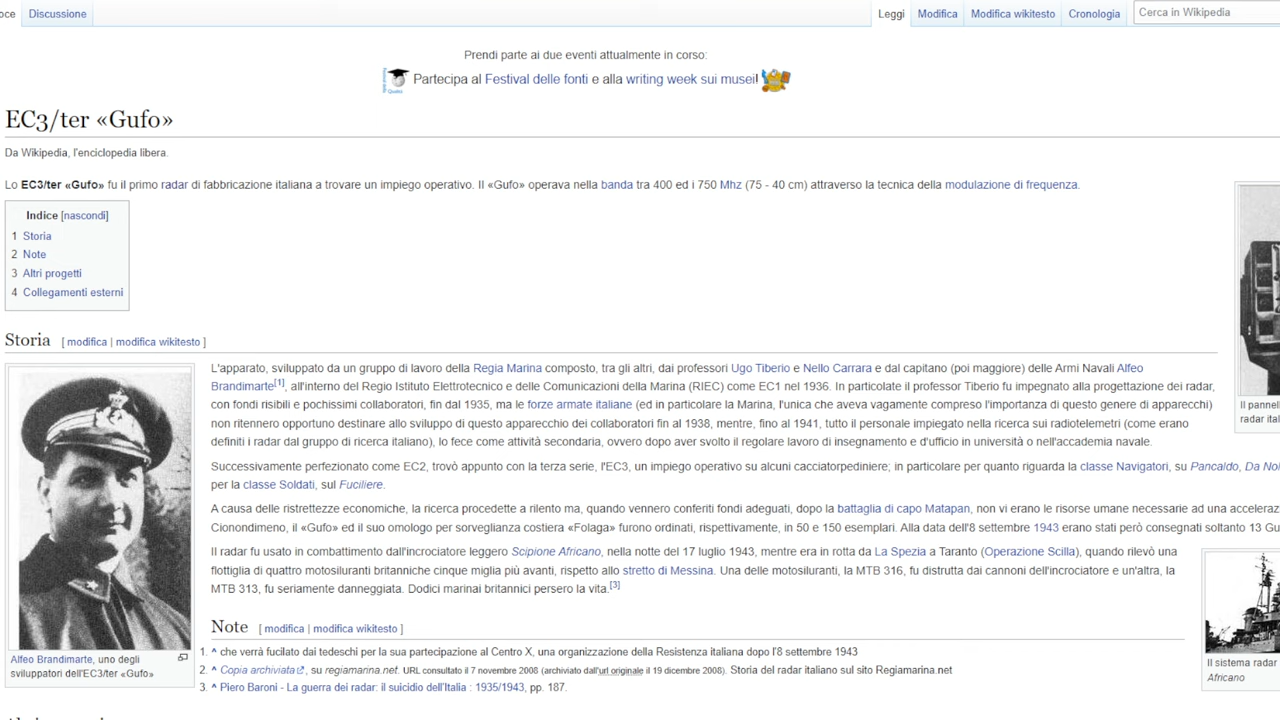 oce Discussione Leggi Modifica Modifica wikitesto Cronologia Cerca in Wikipedia
Prendi parte ai due eventi attualmente in corso:
Partecipa al Festival delle fonti e alla writing week sui musei!
EC3/ter «Gufo»
Da Wikipedia, l'enciclopedia libera.
Lo EC3/ter «Gufo» fu il primo radar di fabbricazione italiana a trovare un impiego operativo. Il «Gufo» operava nella banda tra 400 ed i 750 Mhz (75 - 40 cm) attraverso la tecnica della modulazione di frequenza.
Indice [nascondi]
1 Storia
2 Note
3 Altri progetti
4 Collegamenti esterni
Il pannell
radar ital
Storia [ modifica | modifica wikitesto ]
L'apparato, sviluppato da un gruppo di lavoro della Regia Marina composto, tra gli altri, dai professori Ugo Tiberio e Nello Carrara e dal capitano (poi maggiore) delle Armi Navali Alfeo
Brandimarte[1], all'interno del Regio Istituto Elettrotecnico e delle Comunicazioni della Marina (RIEC) come EC1 nel 1936. In particolate il professor Tiberio fu impegnato alla progettazione dei radar,
con fondi risibili e pochissimi collaboratori, fin dal 1935, ma le forze armate italiane (ed in particolare la Marina, l'unica che aveva vagamente compreso l'importanza di questo genere di apparecchi)
non ritennero opportuno destinare allo sviluppo di questo apparecchio dei collaboratori fin al 1938, mentre, fino al 1941, tutto il personale impiegato nella ricerca sui radiotelemetri (come erano
definiti i radar dal gruppo di ricerca italiano), lo fece come attività secondaria, ovvero dopo aver svolto il regolare lavoro di insegnamento e d'ufficio in università o nell'accademia navale.
Successivamente perfezionato come EC2, trovò appunto con la terza serie, l'EC3, un impiego operativo su alcuni cacciatorpediniere; in particolare per quanto riguarda la classe Navigatori, su Pancaldo, Da Nol
per la classe Soldati, sul Fuciliere.
A causa delle ristrettezze economiche, la ricerca procedette a rilento ma, quando vennero conferiti fondi adeguati, dopo la battaglia di capo Matapan, non vi erano le risorse umane necessarie ad una acceleraz
Cionondimeno, il «Gufo» ed il suo omologo per sorveglianza costiera «Folaga» furono ordinati, rispettivamente, in 50 e 150 esemplari. Alla data dell'8 settembre 1943 erano stati però consegnati soltanto 13 Gu
Il radar fu usato in combattimento dall'incrociatore leggero Scipione Africano, nella notte del 17 luglio 1943, mentre era in rotta da La Spezia a Taranto (Operazione Scilla), quando rilevò una
flottiglia di quattro motosiluranti britanniche cinque miglia più avanti, rispetto allo stretto di Messina. Una delle motosiluranti, la MTB 316, fu distrutta dai cannoni dell'incrociatore e un'altra, la
MTB 313, fu seriamente danneggiata. Dodici marinai britannici persero la vita.[3]
Alfeo Brandimarte, uno degli
sviluppatori dell'EC3/ter «Gufo»
Il sistema radar
Africano
Note [ modifica | modifica wikitesto ]
1. ^ che verrà fucilato dai tedeschi per la sua partecipazione al Centro X, una organizzazione della Resistenza italiana dopo l'8 settembre 1943
2. ^ Copia archiviata, su regiamarina.net. URL consultato il 7 novembre 2008 (archiviato dall'url originale il 19 dicembre 2008). Storia del radar italiano sul sito Regiamarina.net
3. ^ Piero Baroni - La guerra dei radar: il suicidio dell'Italia : 1935/1943, pp. 187.